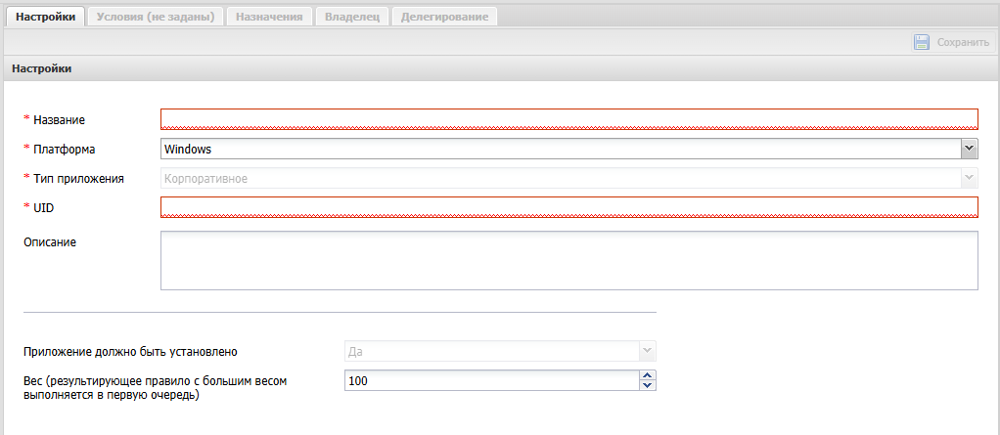 Настройки Условия (не заданы) Назначения Владелец Делегирование
Сохранить
Настройки
* Название
* Платформа Windows
* Тип приложения Корпоративное
* UID
Описание
Приложение должно быть установлено Да
Вес (результирующее правило с большим весом 100
выполняется в первую очередь)